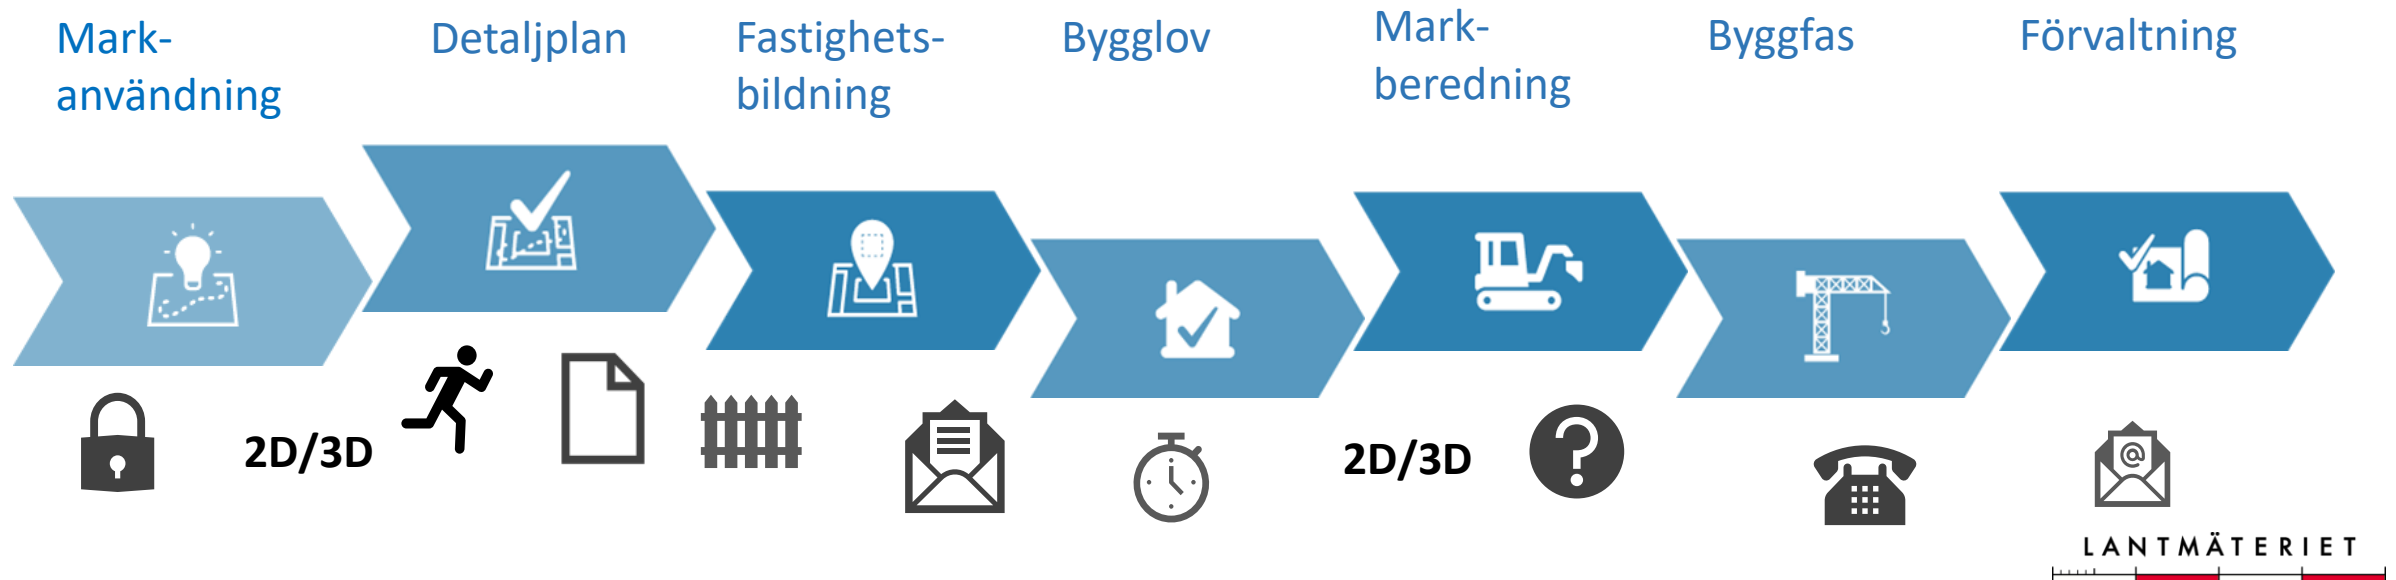 Mark-
användning
Detaljplan
Fastighets-
bildning
Bygglov
Mark-
beredning
Byggfas
Förvaltning
2D/3D
2D/3D
@
LANTMÄTERIET